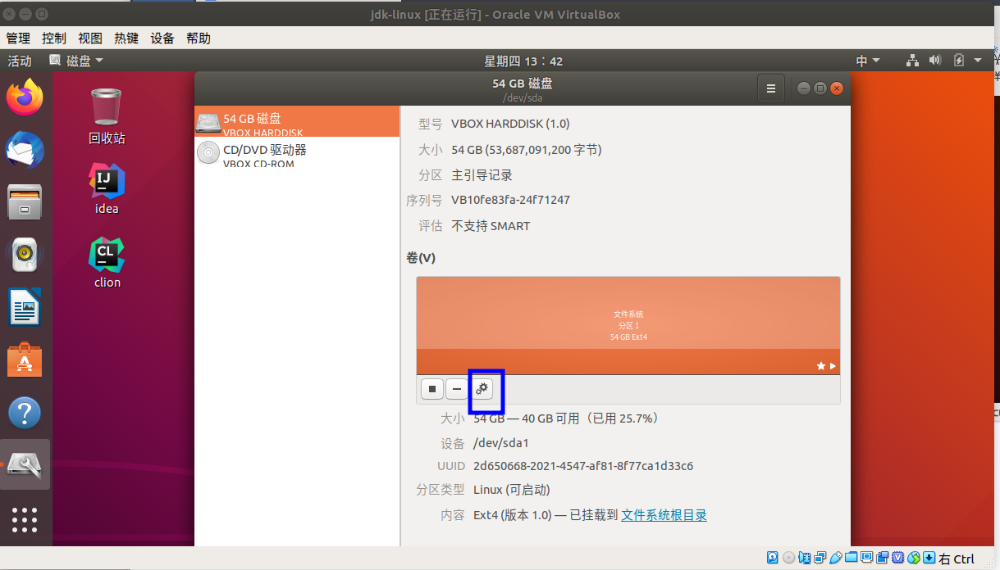 jdk-linux [正在运行] - Oracle VM VirtualBox
管理 控制 视图 热键 设备 帮助
活动 磁盘 星期四 13：42 中
54 GB 磁盘
/dev/sda
回收站
IJ
idea
CL
clion
54 GB 磁盘
VBOX HARDDISK
CD/DVD 驱动器
VBOX CD-ROM
型号 VBOX HARDDISK (1.0)
大小 54 GB (53,687,091,200 字节)
分区 主引导记录
序列号 VB10fe83fa-24f71247
评估 不支持 SMART
卷(V)
文件系统
分区 1
54 GB Ext4
大小 54 GB — 40 GB 可用（已用 25.7%）
设备 /dev/sda1
UUID 2d650668-2021-4547-af81-8f77ca1d33c6
分区类型 Linux (可启动)
内容 Ext4 (版本 1.0) — 已挂载到 文件系统根目录
右 Ctrl